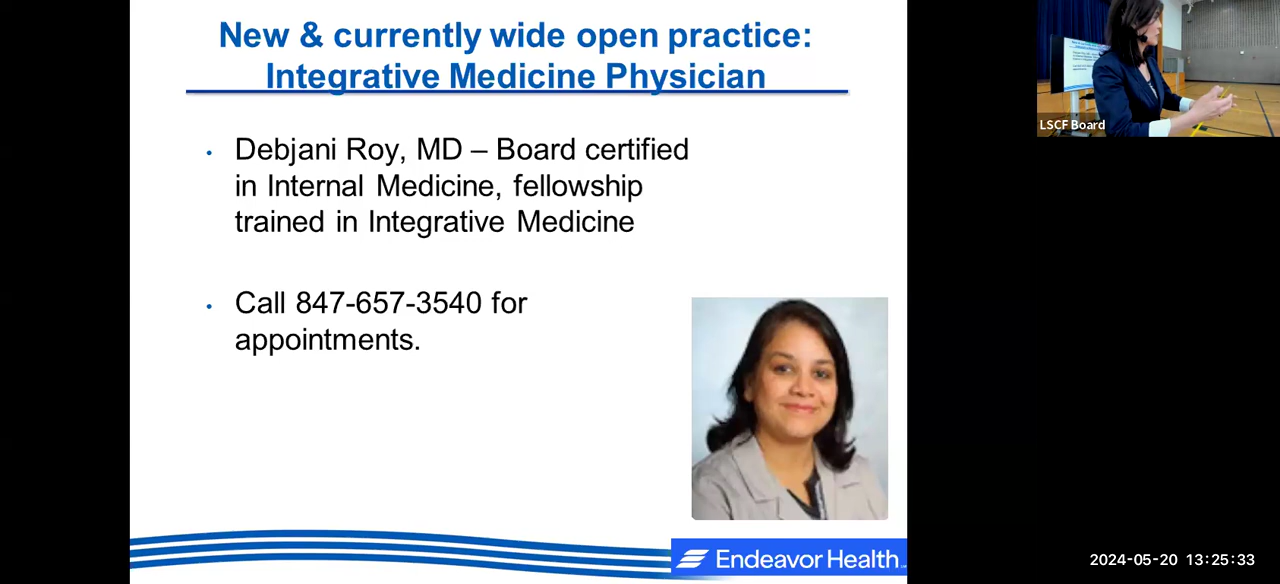 New & currently wide open practice:
Integrative Medicine Physician
• Debjani Roy, MD – Board certified
in Internal Medicine, fellowship
trained in Integrative Medicine
• Call 847-657-3540 for
appointments.
Endeavor Health
LSCF Board
2024-05-20 13:25:33